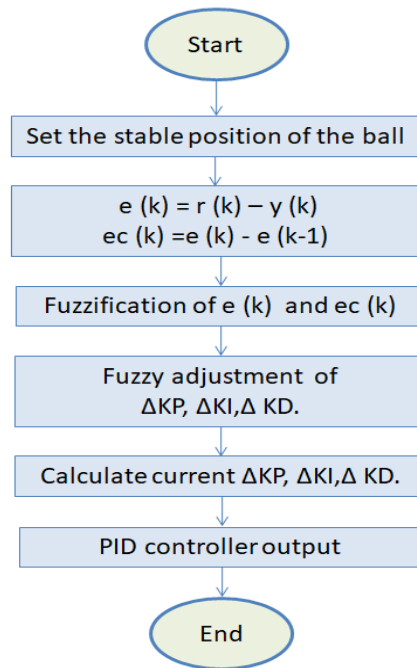 Start
Set the stable position of the ball
e (k) = r (k) – y (k)
ec (k) =e (k) - e (k-1)
Fuzzification of e (k) and ec (k)
Fuzzy adjustment of
ΔKP, ΔKI,Δ KD.
Calculate current ΔKP, ΔKI,Δ KD.
PID controller output
End